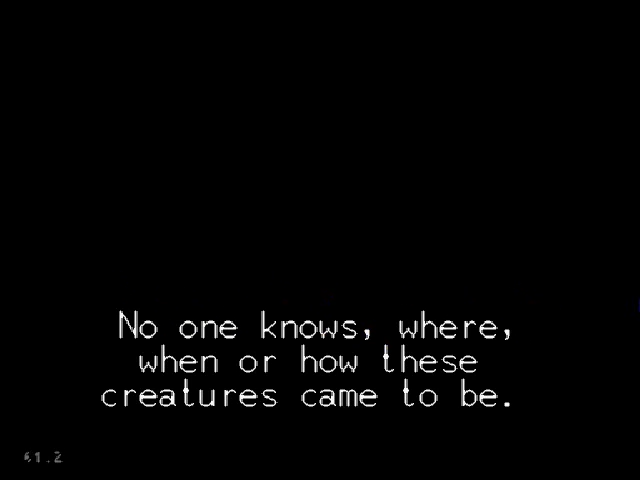 No one knows, where,
when or how these
creatures came to be.